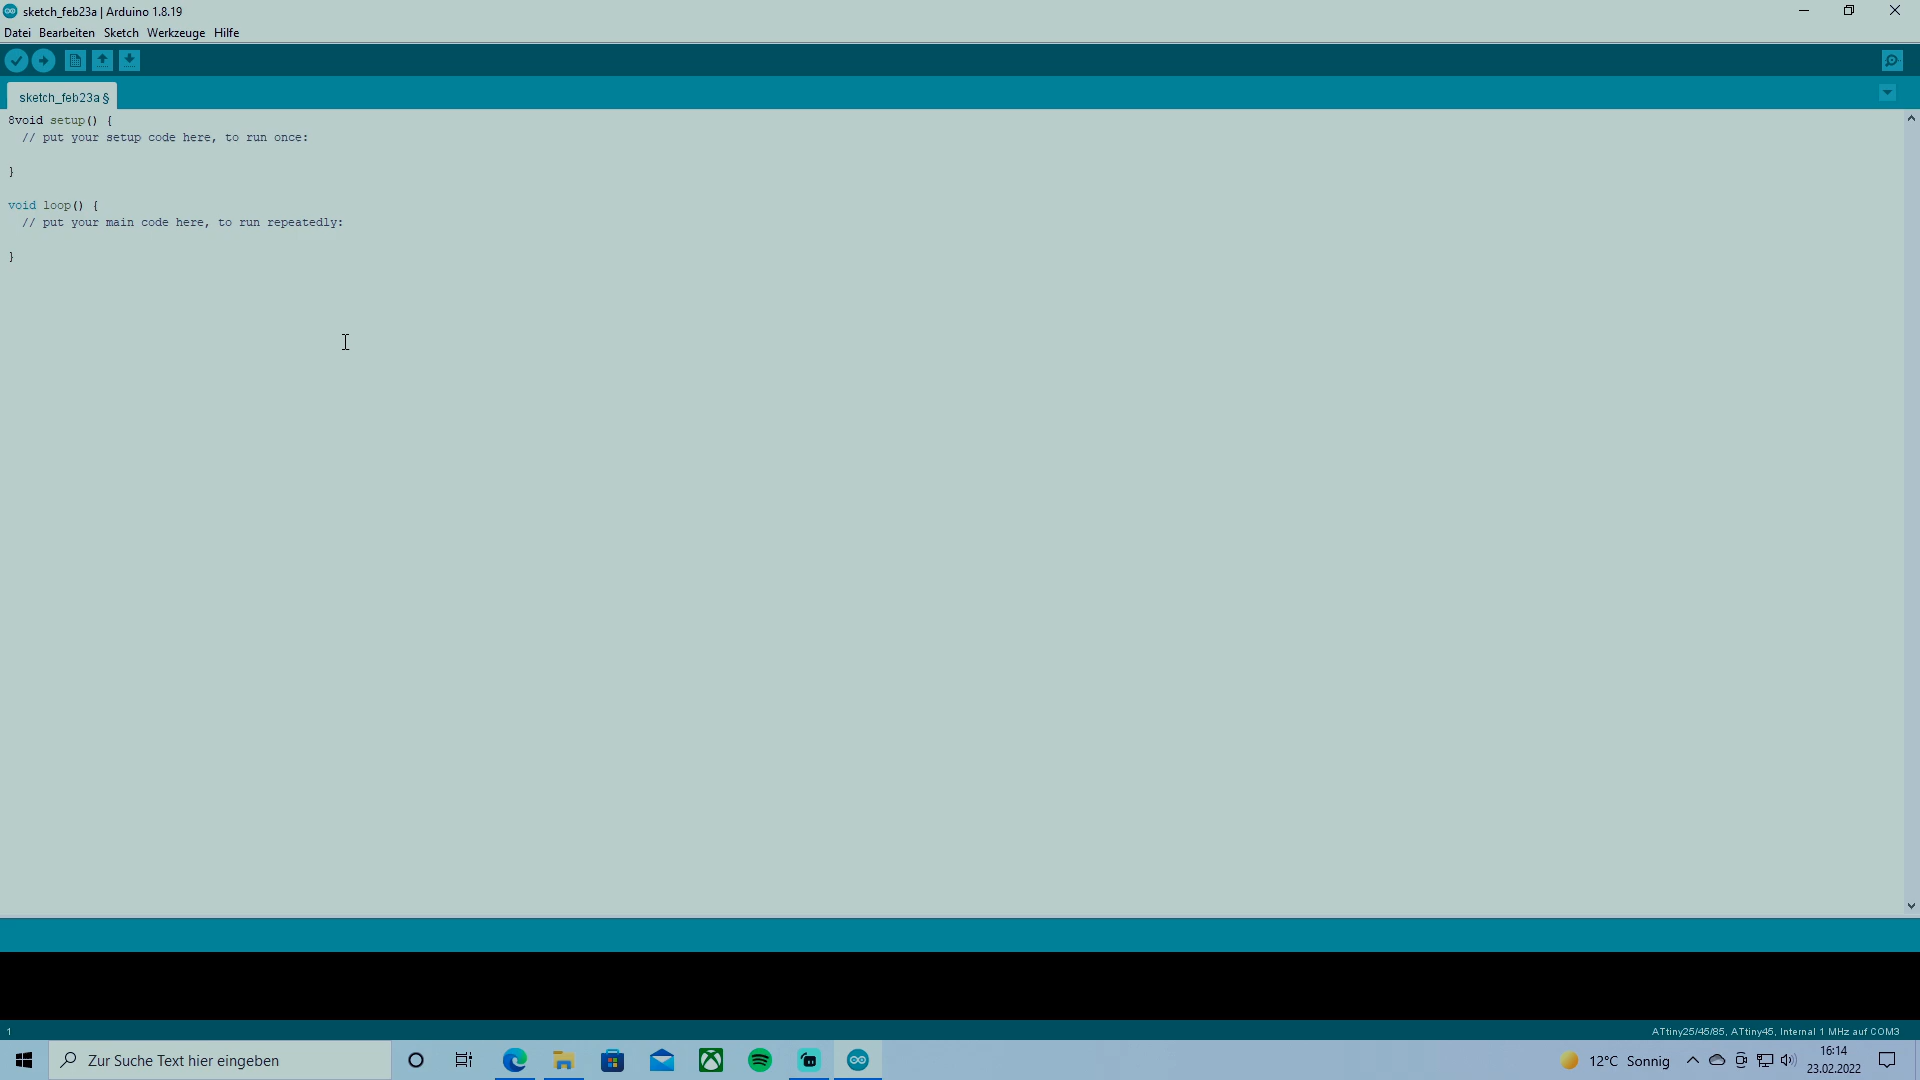 sketch_feb23a | Arduino 1.8.19
Datei Bearbeiten Sketch Werkzeuge Hilfe
sketch_feb23a §
8void setup() {
  // put your setup code here, to run once:
}
void loop() {
  // put your main code here, to run repeatedly:
}
1
ATtiny25/45/85, ATtiny45, Internal 1 MHz auf COM3
Zur Suche Text hier eingeben
12°C Sonnig
16:14
23.02.2022